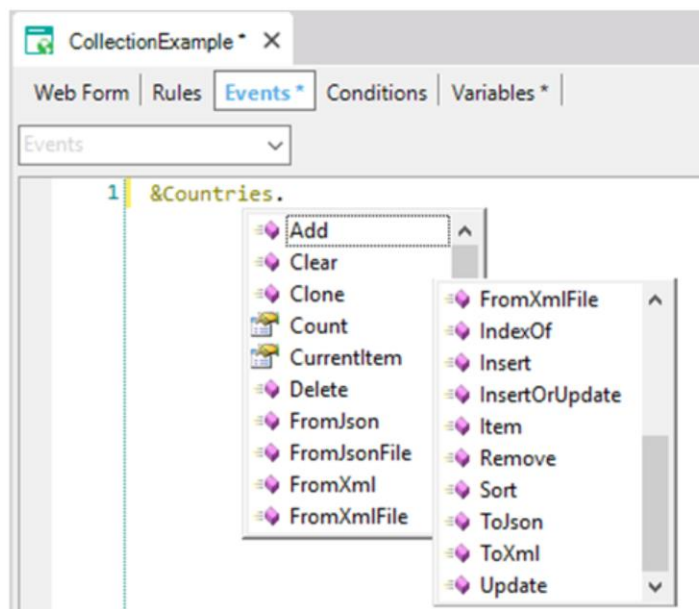 CollectionExample *
Web Form Rules Events * Conditions Variables *
Events
1 &Countries.
Add
Clear
Clone
Count
CurrentItem
Delete
FromJson
FromJsonFile
FromXml
FromXmlFile
FromXmlFile
IndexOf
Insert
InsertOrUpdate
Item
Remove
Sort
ToJson
ToXml
Update